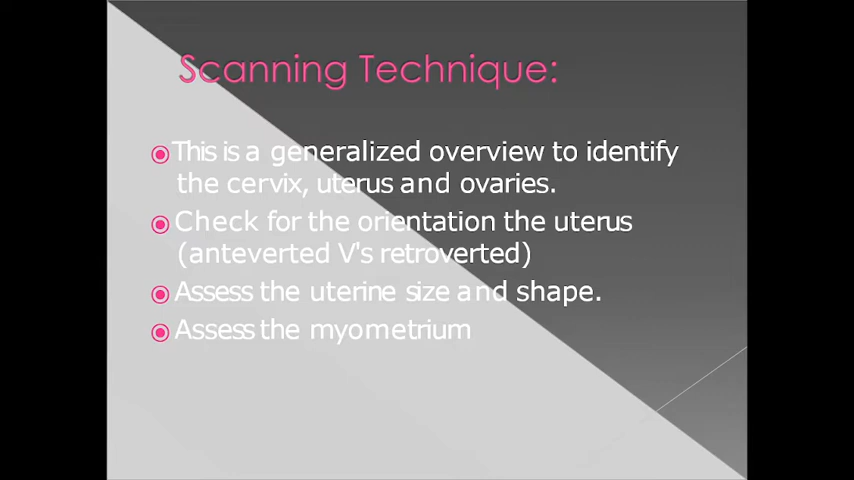 Scanning Technique:
This is a generalized overview to identify
the cervix, uterus and ovaries.
Check for the orientation the uterus
(anteverted V's retroverted)
Assess the uterine size and shape.
Assess the myometrium